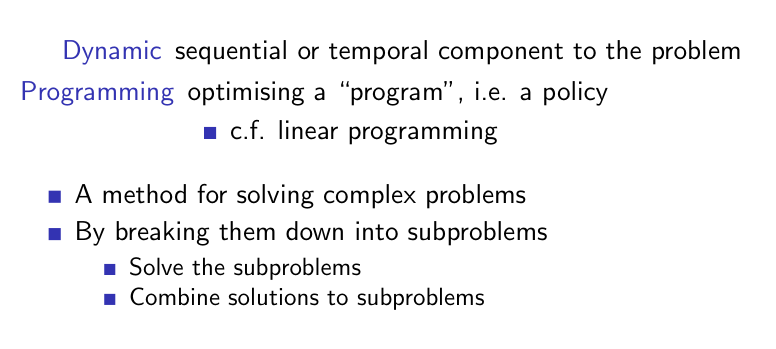 Dynamic sequential or temporal component to the problem
Programming optimising a “program”, i.e. a policy
c.f. linear programming
A method for solving complex problems
By breaking them down into subproblems
Solve the subproblems
Combine solutions to subproblems